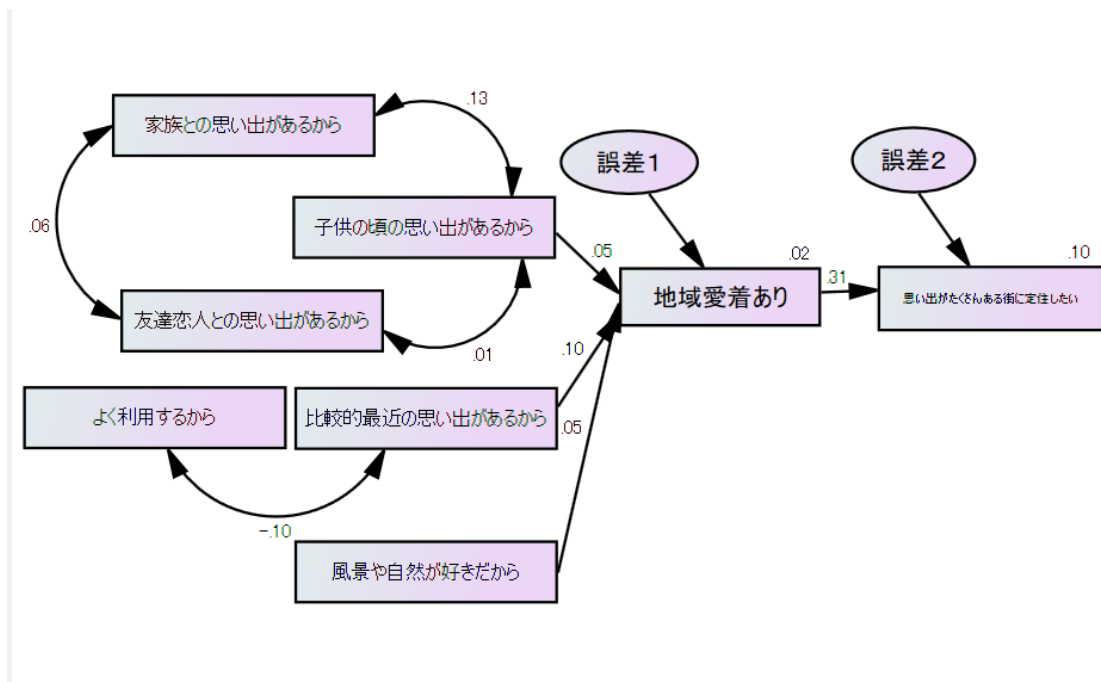 .13
家族との思い出があるから
誤差1
誤差2
.06
子供の頃の思い出があるから
.05
.02
.10
地域愛着あり
.31
思い出がたくさんある街に定住したい
友達恋人との思い出があるから
.01
.10
よく利用するから
比較的最近の思い出があるから
.05
-.10
風景や自然が好きだから